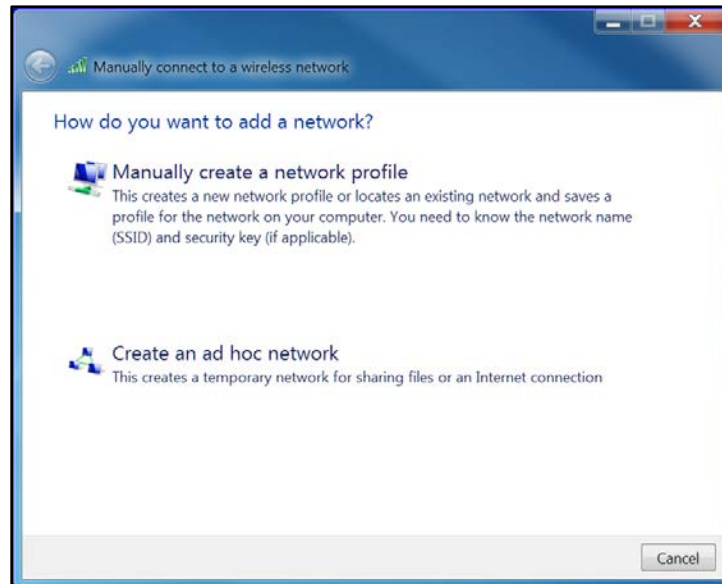 Manually connect to a wireless network
How do you want to add a network?
Manually create a network profile
This creates a new network profile or locates an existing network and saves a
profile for the network on your computer. You need to know the network name
(SSID) and security key (if applicable).
Create an ad hoc network
This creates a temporary network for sharing files or an Internet connection
Cancel